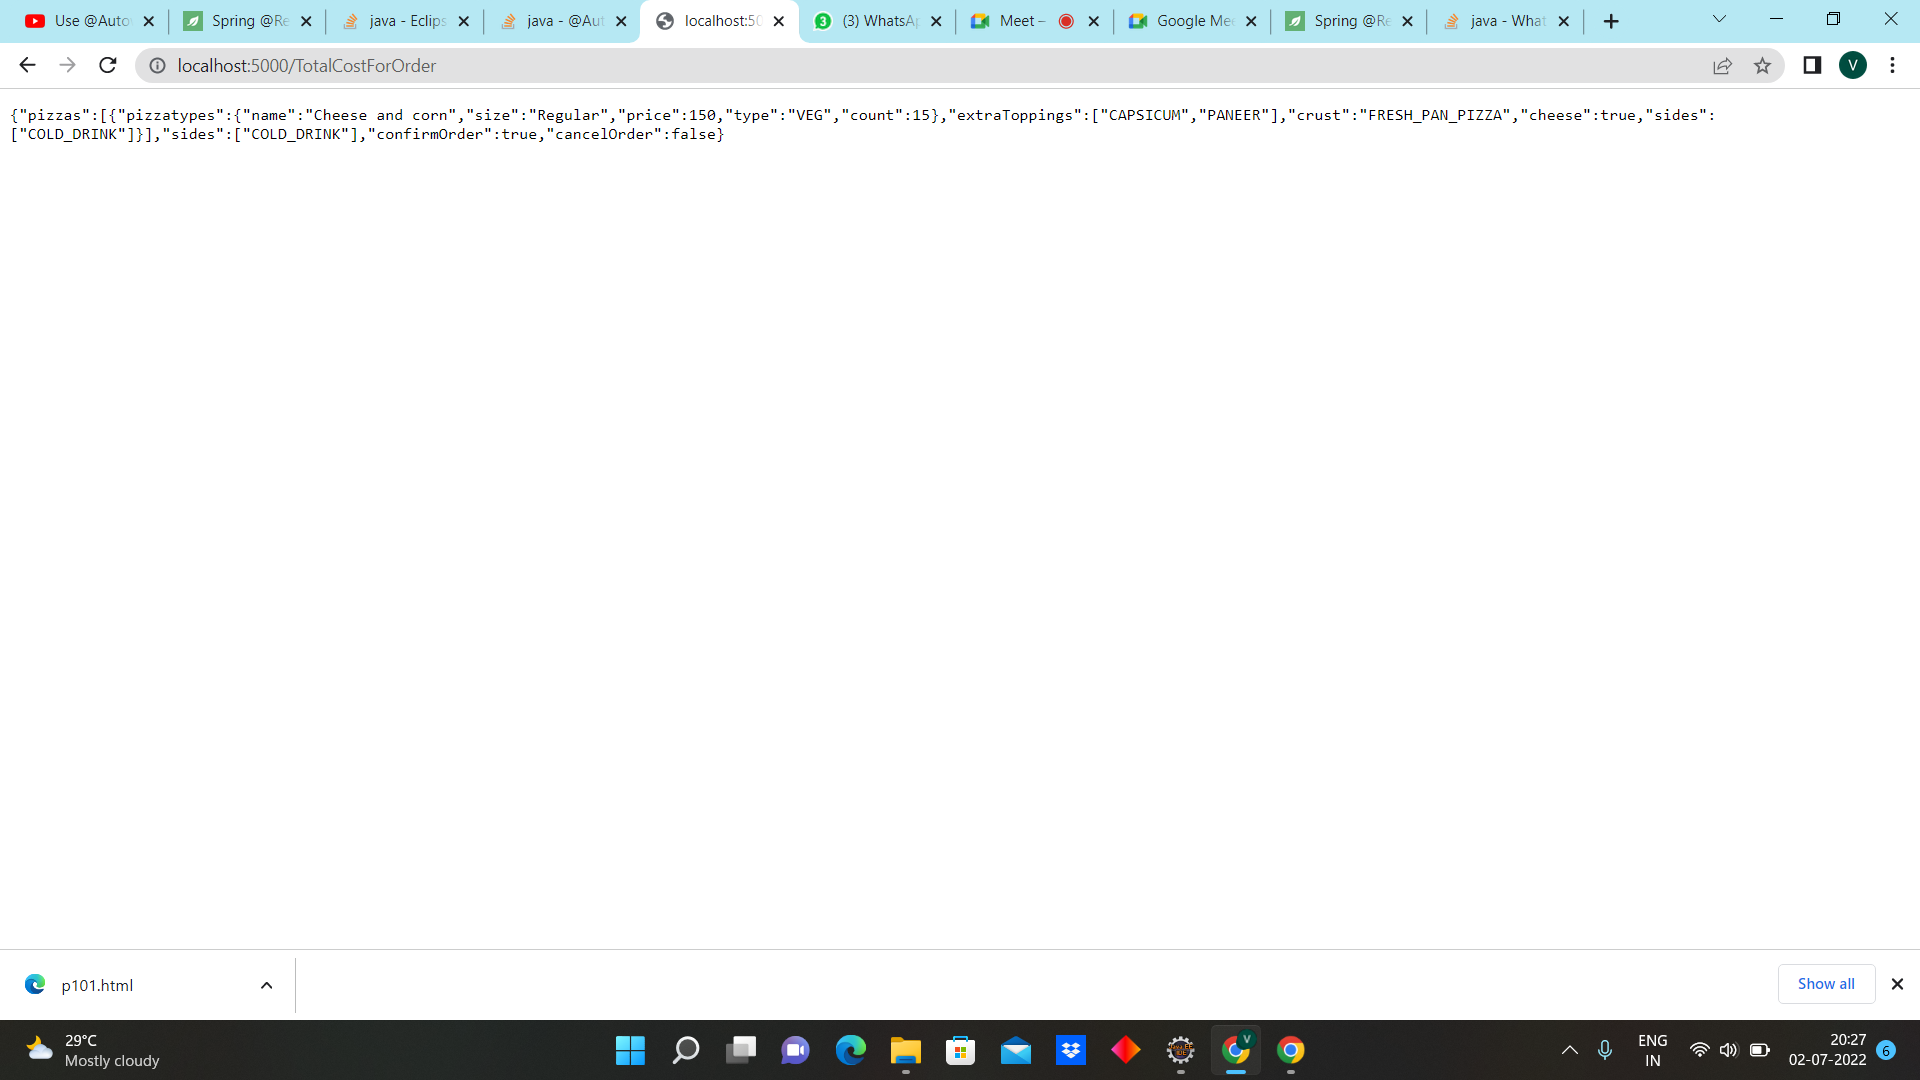 Use @Auto
Spring @Re
java - Eclips
java - @Aut
localhost:50
3
(3) WhatsA
Meet –
Google Me
Spring @Re
java - What
localhost:5000/TotalCostForOrder
V
{"pizzas":[{"pizzatypes":{"name":"Cheese and corn","size":"Regular","price":150,"type":"VEG","count":15},"extraToppings":["CAPSICUM","PANEER"],"crust":"FRESH_PAN_PIZZA","cheese":true,"sides":
["COLD_DRINK"]}],"sides":["COLD_DRINK"],"confirmOrder":true,"cancelOrder":false}
p101.html
Show all
29°C
Mostly cloudy
V
ENG
IN
20:27
02-07-2022
6